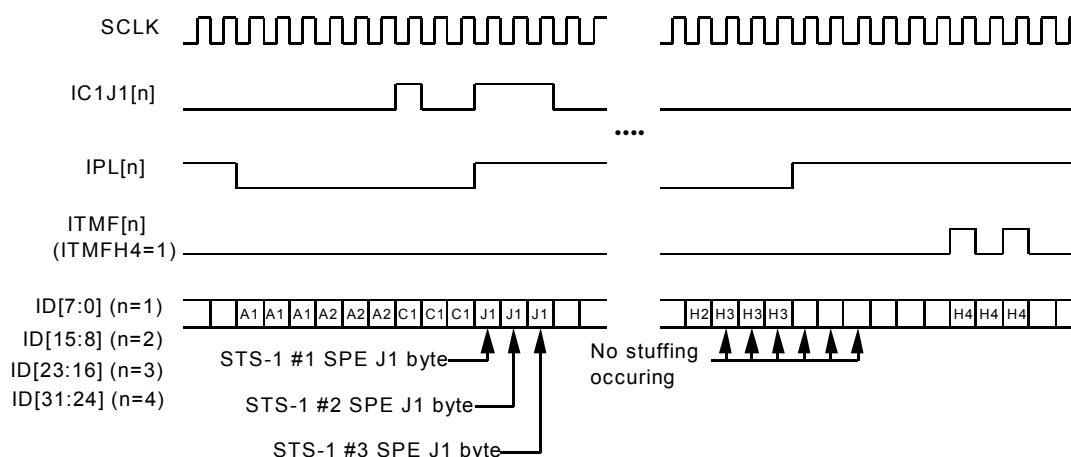 SCLK
IC1J1[n]
....
IPL[n]
ITMF[n]
(ITMFH4=1)
ID[7:0] (n=1)
A1 A1 A1 A2 A2 A2 C1 C1 C1 J1 J1 J1
H2 H3 H3 H3
H4 H4 H4
ID[15:8] (n=2)
ID[23:16] (n=3)
ID[31:24] (n=4)
STS-1 #1 SPE J1 byte
STS-1 #2 SPE J1 byte
STS-1 #3 SPE J1 byte
No stuffing
occuring